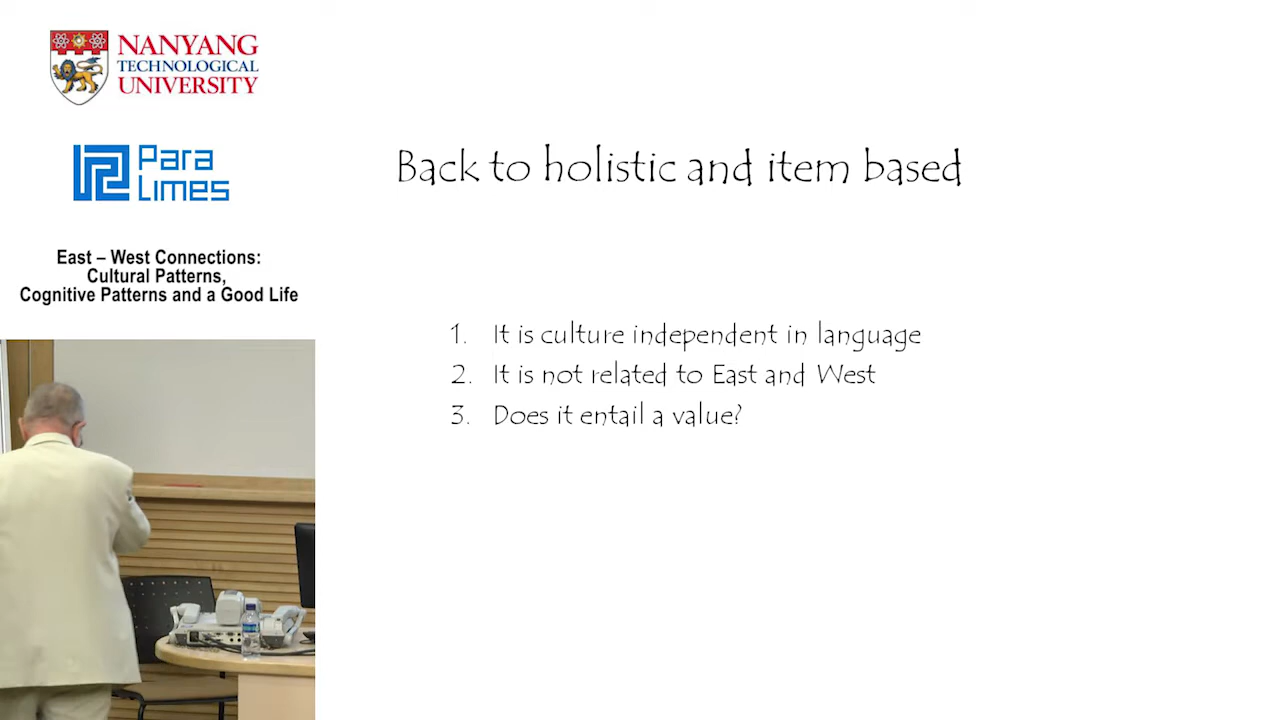 NANYANG
TECHNOLOGICAL
UNIVERSITY
Para
Limes
East – West Connections:
Cultural Patterns,
Cognitive Patterns and a Good Life
Back to holistic and item based
1. It is culture independent in language
2. It is not related to East and West
3. Does it entail a value?